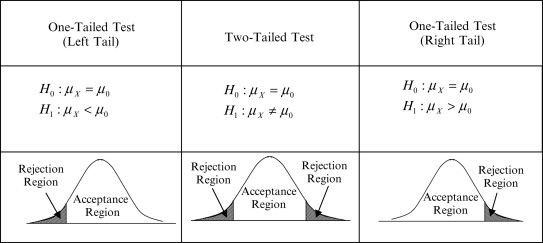 One-Tailed Test
(Left Tail)
Two-Tailed Test
One-Tailed Test
(Right Tail)
H₀ : μ_X = μ₀
H₁ : μ_X < μ₀
H₀ : μ_X = μ₀
H₁ : μ_X ≠ μ₀
H₀ : μ_X = μ₀
H₁ : μ_X > μ₀
Rejection
Region
Acceptance
Region
Rejection
Region
Acceptance
Region
Rejection
Region
Acceptance
Region
Rejection
Region